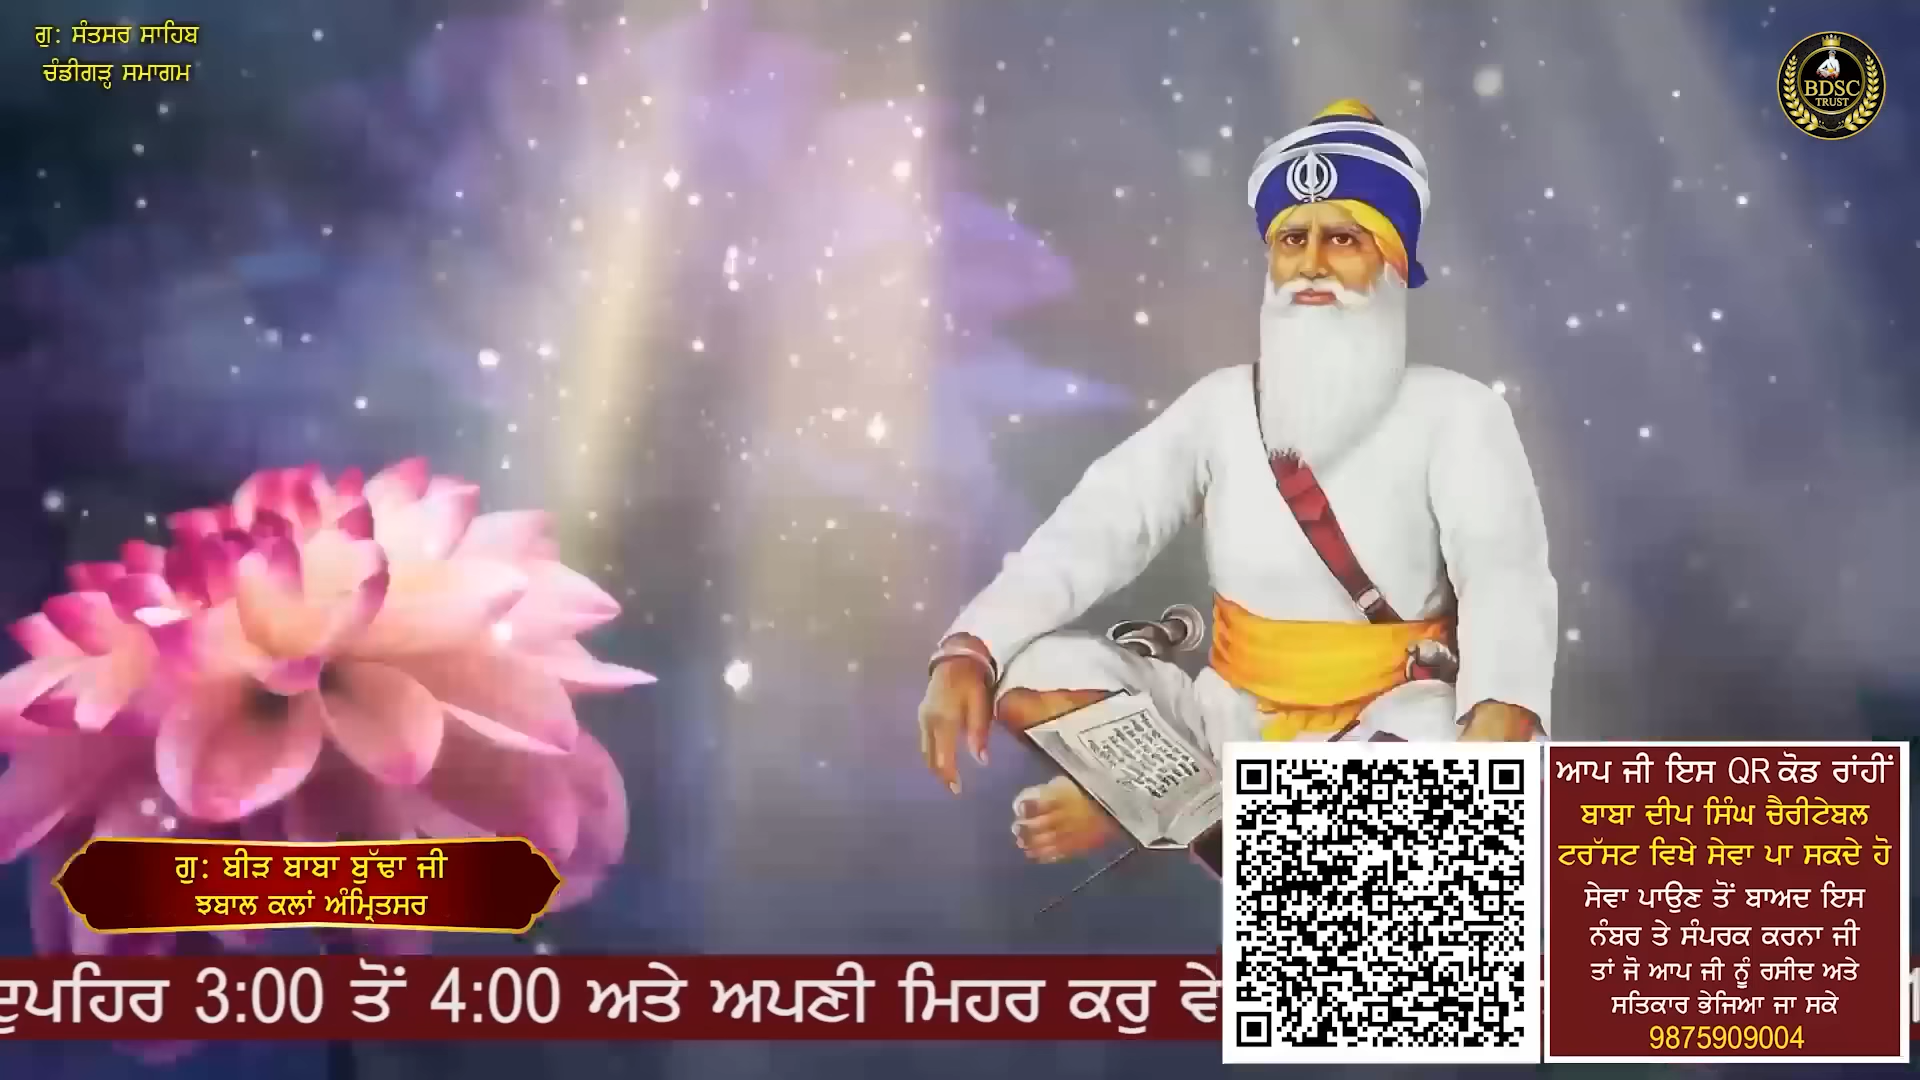 ਗੁ: ਸੰਤਸਰ ਸਾਹਿਬ
ਚੰਡੀਗੜ੍ਹ ਸਮਾਗਮ
BDSC
TRUST
ਗੁ: ਬੀੜ ਬਾਬਾ ਬੁੱਢਾ ਜੀ
ਝਬਾਲ ਕਲਾਂ ਅੰਮ੍ਰਿਤਸਰ
ਦੁਪਹਿਰ 3:00 ਤੋਂ 4:00 ਅਤੇ ਅਪਣੀ ਮਿਹਰ ਕਰੁ ਵੇ
ਆਪ ਜੀ ਇਸ QR ਕੋਡ ਰਾਂਹੀਂ
ਬਾਬਾ ਦੀਪ ਸਿੰਘ ਚੈਰੀਟੇਬਲ
ਟਰੱਸਟ ਵਿਖੇ ਸੇਵਾ ਪਾ ਸਕਦੇ ਹੋ
ਸੇਵਾ ਪਾਉਣ ਤੋਂ ਬਾਅਦ ਇਸ
ਨੰਬਰ ਤੇ ਸੰਪਰਕ ਕਰਨਾ ਜੀ
ਤਾਂ ਜੋ ਆਪ ਜੀ ਨੂੰ ਰਸੀਦ ਅਤੇ
ਸਤਿਕਾਰ ਭੇਜਿਆ ਜਾ ਸਕੇ
9875909004